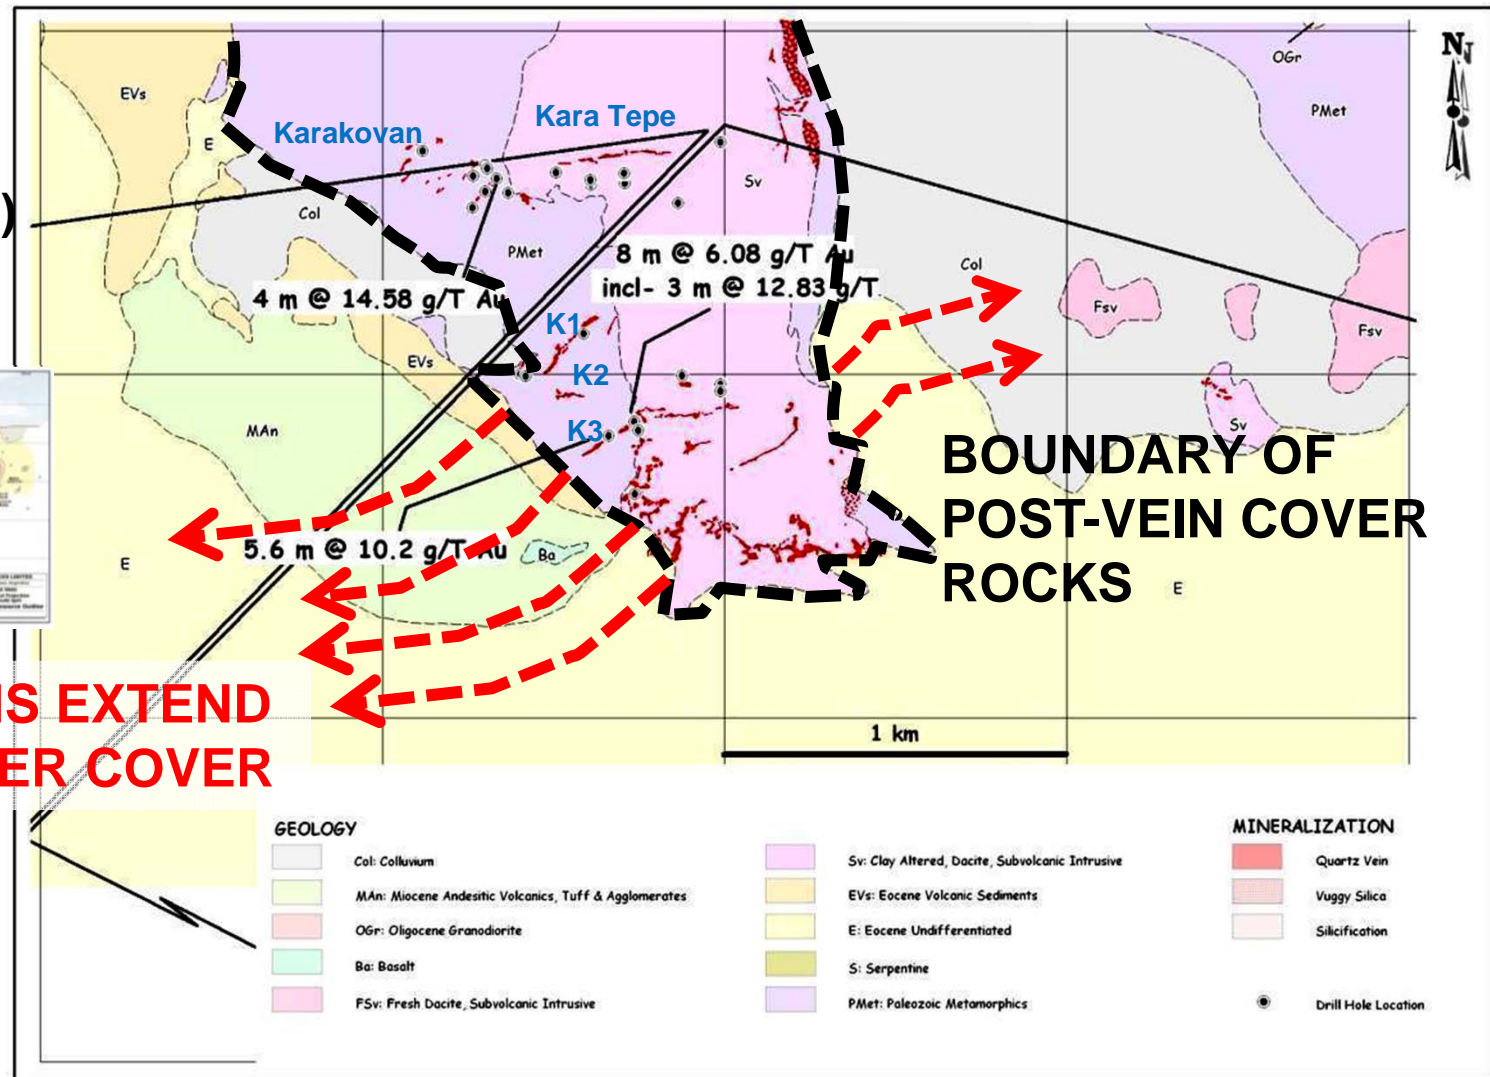 N
EVs
OGr
PMet
Karakovan
Kara Tepe
E
Sv
)
Col
PMet
8 m @ 6.08 g/T Au
incl- 3 m @ 12.83 g/T
Col
4 m @ 14.58 g/T Au
Fsv
Fsv
K1
EVs
K2
MAn
K3
Sv
BOUNDARY OF
POST-VEIN COVER
ROCKS
5.6 m @ 10.2 g/T Au
Ba
E
E
EXTEND
COVER
1 km
GEOLOGY
Col: Colluvium
MAn: Miocene Andesitic Volcanics, Tuff & Agglomerates
OGr: Oligocene Granodiorite
Ba: Basalt
FSv: Fresh Dacite, Subvolcanic Intrusive
Sv: Clay Altered, Dacite, Subvolcanic Intrusive
EVs: Eocene Volcanic Sediments
E: Eocene Undifferentiated
S: Serpentine
PMet: Paleozoic Metamorphics
MINERALIZATION
Quartz Vein
Vuggy Silica
Silicification
Drill Hole Location